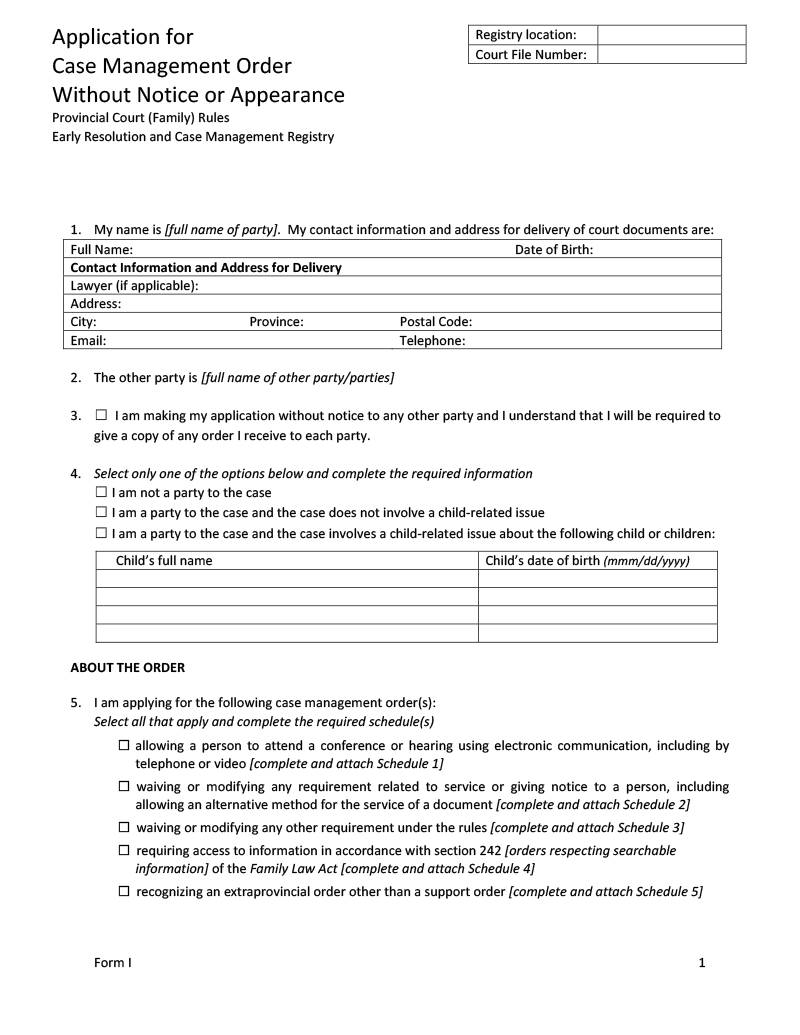 Application for
Case Management Order
Without Notice or Appearance
Provincial Court (Family) Rules
Early Resolution and Case Management Registry
Registry location:
Court File Number:
1. My name is [full name of party]. My contact information and address for delivery of court documents are:
Full Name: Date of Birth:
Contact Information and Address for Delivery
Lawyer (if applicable):
Address:
City: Province: Postal Code:
Email: Telephone:
2. The other party is [full name of other party/parties]
3. ☐ I am making my application without notice to any other party and I understand that I will be required to
give a copy of any order I receive to each party.
4. Select only one of the options below and complete the required information
☐ I am not a party to the case
☐ I am a party to the case and the case does not involve a child-related issue
☐ I am a party to the case and the case involves a child-related issue about the following child or children:
Child's full name Child's date of birth (mmm/dd/yyyy)
ABOUT THE ORDER
5. I am applying for the following case management order(s):
Select all that apply and complete the required schedule(s)
☐ allowing a person to attend a conference or hearing using electronic communication, including by
telephone or video [complete and attach Schedule 1]
☐ waiving or modifying any requirement related to service or giving notice to a person, including
allowing an alternative method for the service of a document [complete and attach Schedule 2]
☐ waiving or modifying any other requirement under the rules [complete and attach Schedule 3]
☐ requiring access to information in accordance with section 242 [orders respecting searchable
information] of the Family Law Act [complete and attach Schedule 4]
☐ recognizing an extraprovincial order other than a support order [complete and attach Schedule 5]
Form I 1